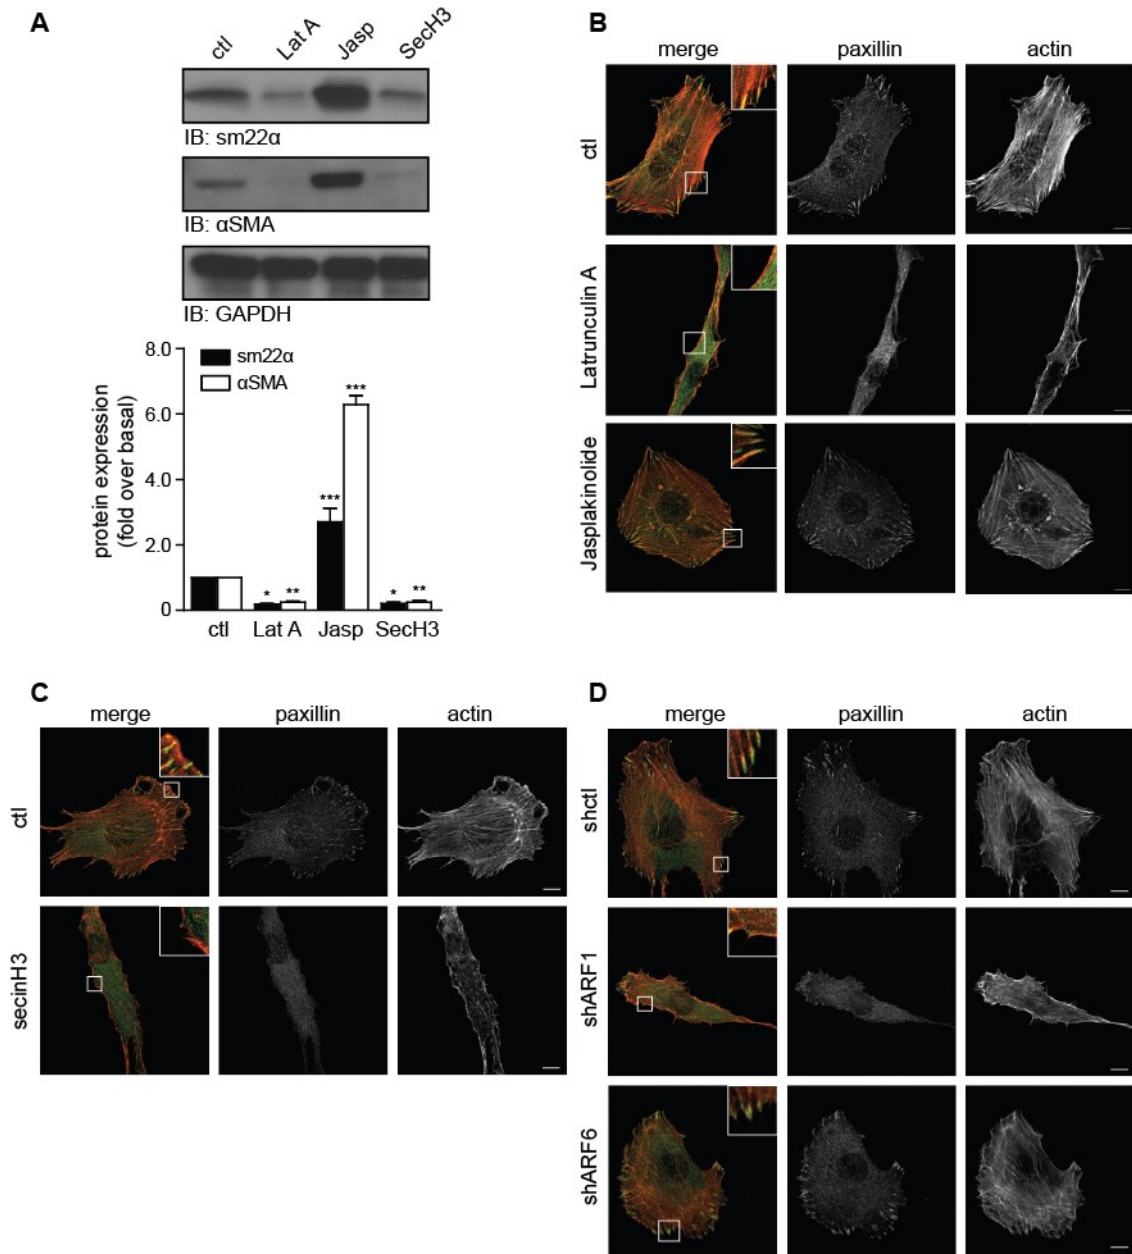 A
ctl Lat A Jasp SecH3
IB: sm22α
IB: αSMA
IB: GAPDH
protein expression
(fold over basal)
8.0
6.0
4.0
2.0
0
sm22α
αSMA
* ** *** *** * **
ctl Lat A Jasp SecH3
B
merge paxillin actin
ctl
Latrunculin A
Jasplakinolide
C
merge paxillin actin
ctl
secinH3
D
merge paxillin actin
shctl
shARF1
shARF6